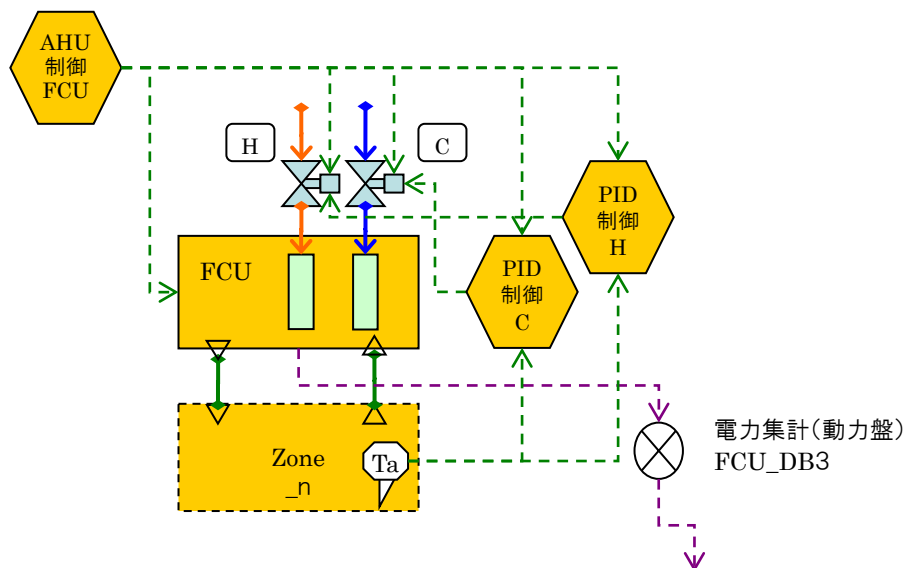 AHU
制御
FCU
H
C
PID
制御
H
FCU
PID
制御
C
電力集計(動力盤)
FCU_DB3
Zone
_n
Ta